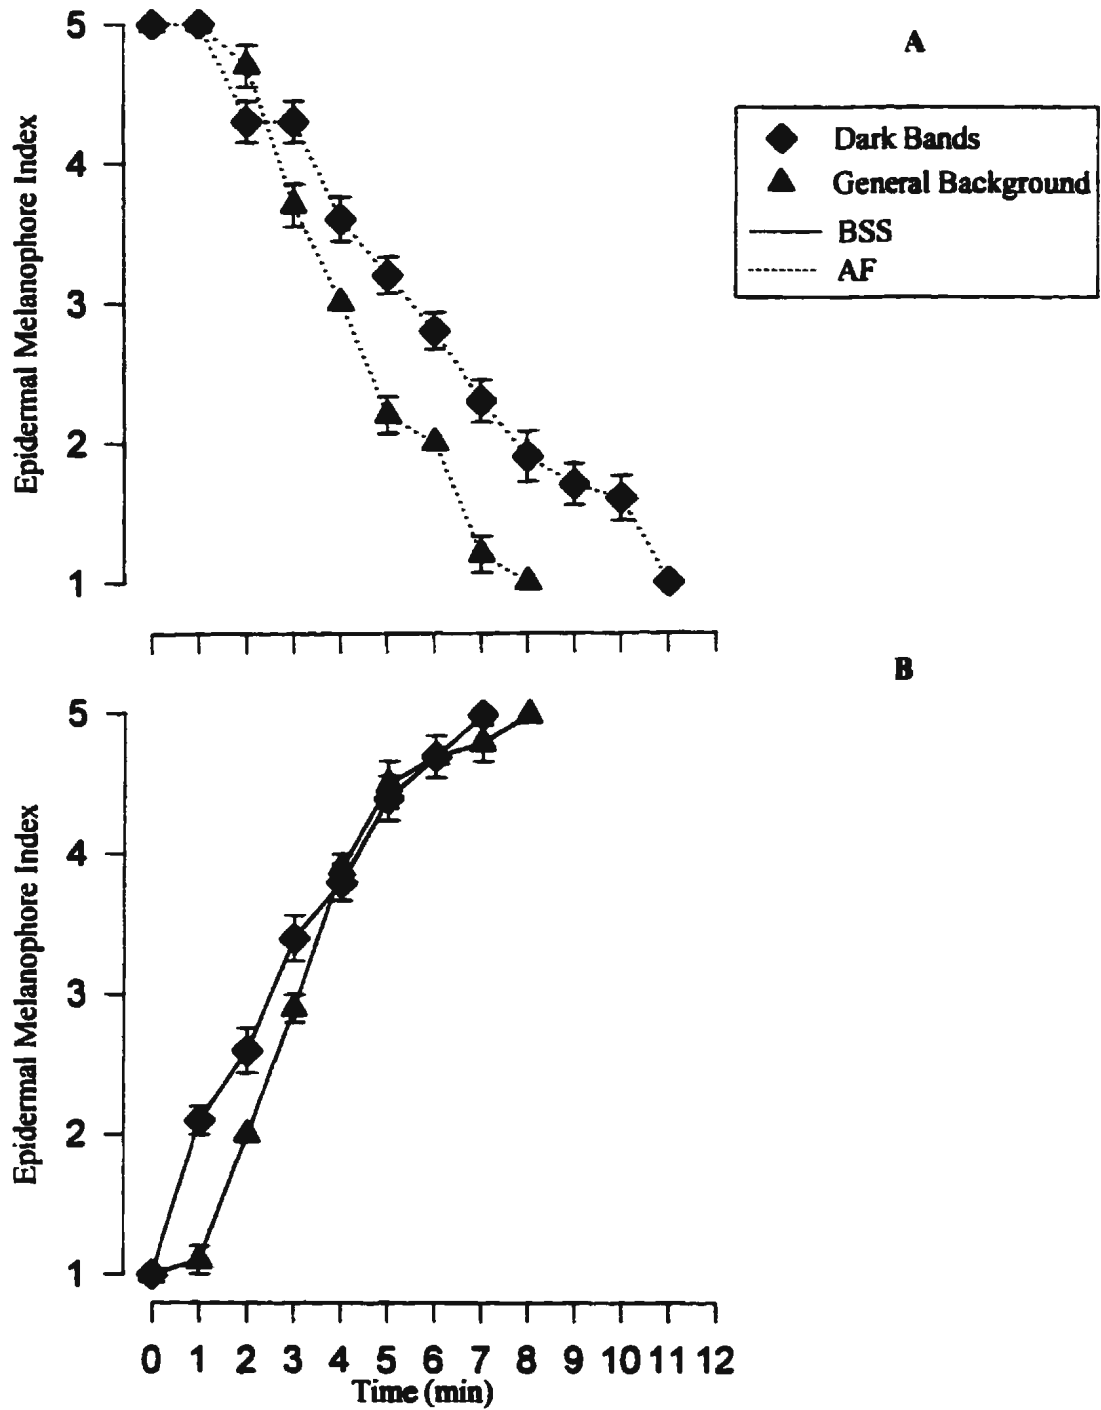 A
5
4
3
2
1
Epidermal Melanophore Index
Dark Bands
General Background
BSS
AF
B
5
4
3
2
1
Epidermal Melanophore Index
0 1 2 3 4 5 6 7 8 9 10 11 12
Time (min)